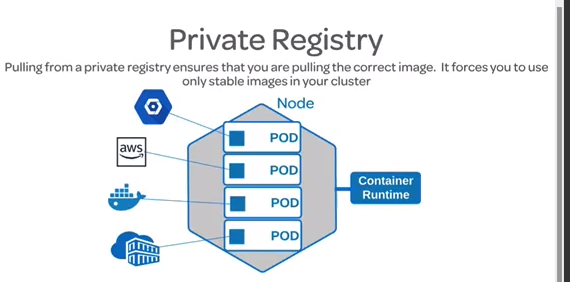 Private Registry
Pulling from a private registry ensures that you are pulling the correct image. It forces you to use
only stable images in your cluster
Node
POD
aws
POD
Container
Runtime
POD
POD